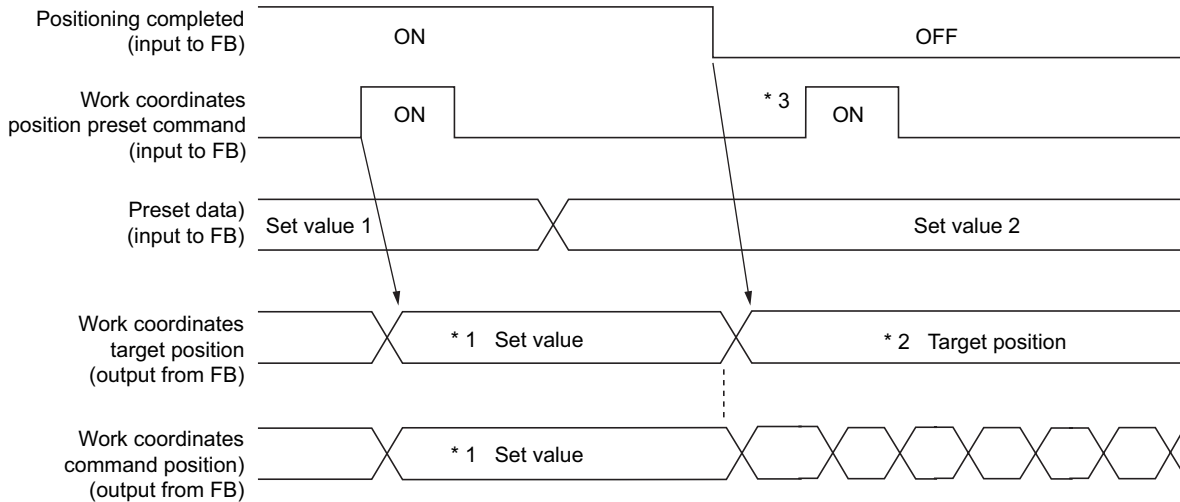 Positioning completed
(input to FB)
ON
OFF
Work coordinates
position preset command
(input to FB)
ON
* 3
ON
Preset data)
(input to FB)
Set value 1
Set value 2
Work coordinates
target position
(output from FB)
* 1 Set value
* 2 Target position
Work coordinates
command position)
(output from FB)
* 1 Set value